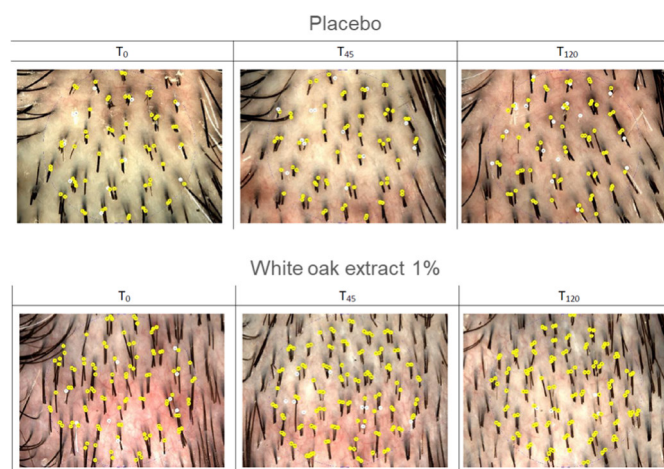 Placebo
T₀ T₄₅ T₁₂₀
White oak extract 1%
T₀ T₄₅ T₁₂₀